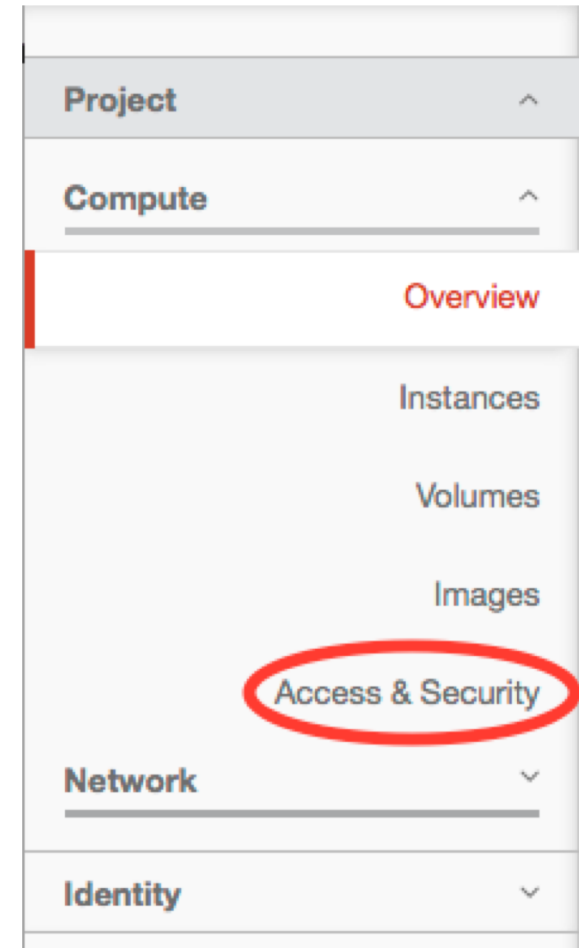 Project
Compute
Overview
Instances
Volumes
Images
Access & Security
Network
Identity